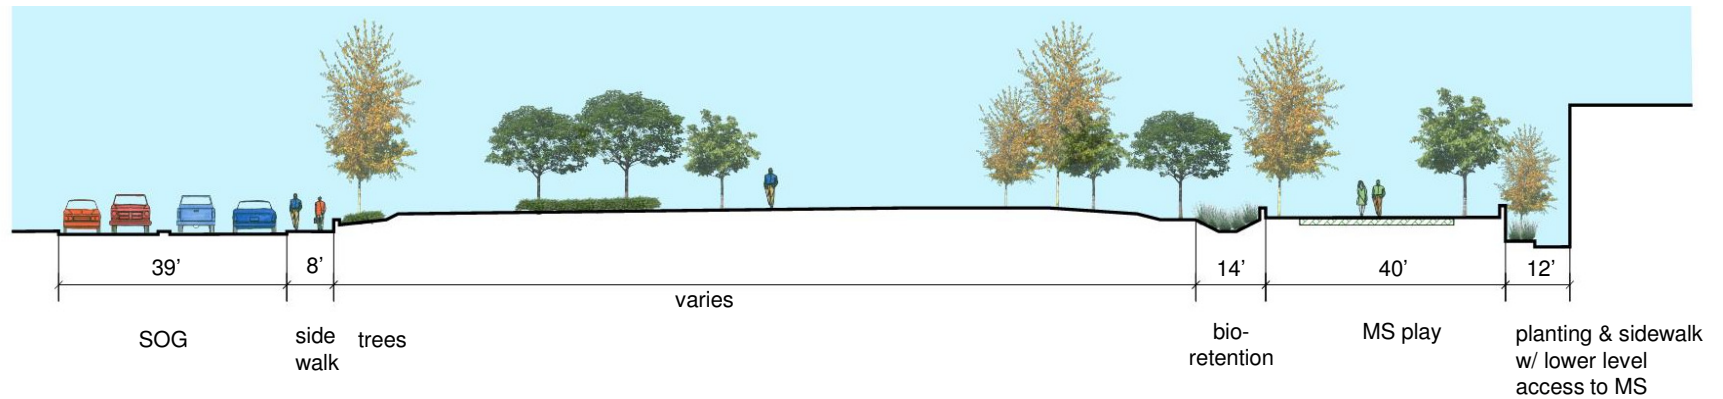 39’
8’
varies
14’
40’
12’
SOG
side
walk
trees
bio-
retention
MS play
planting & sidewalk
w/ lower level
access to MS